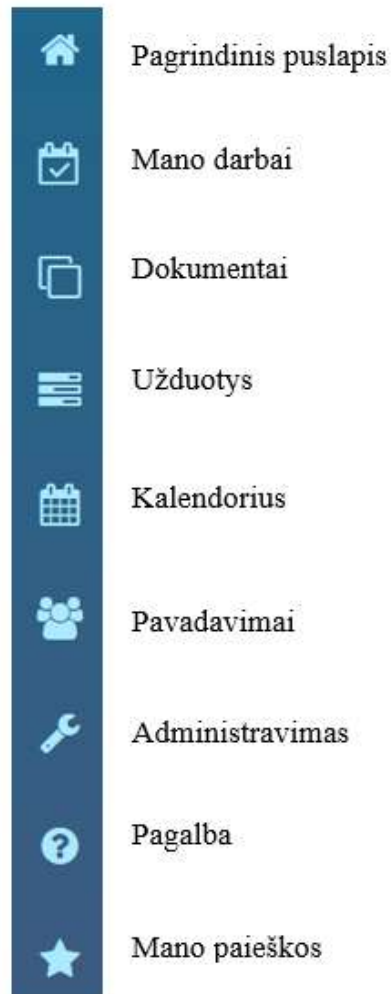 Pagrindinis puslapis
Mano darbai
Dokumentai
Užduotys
Kalendorius
Pavadavimai
Administravimas
Pagalba
Mano paieškos